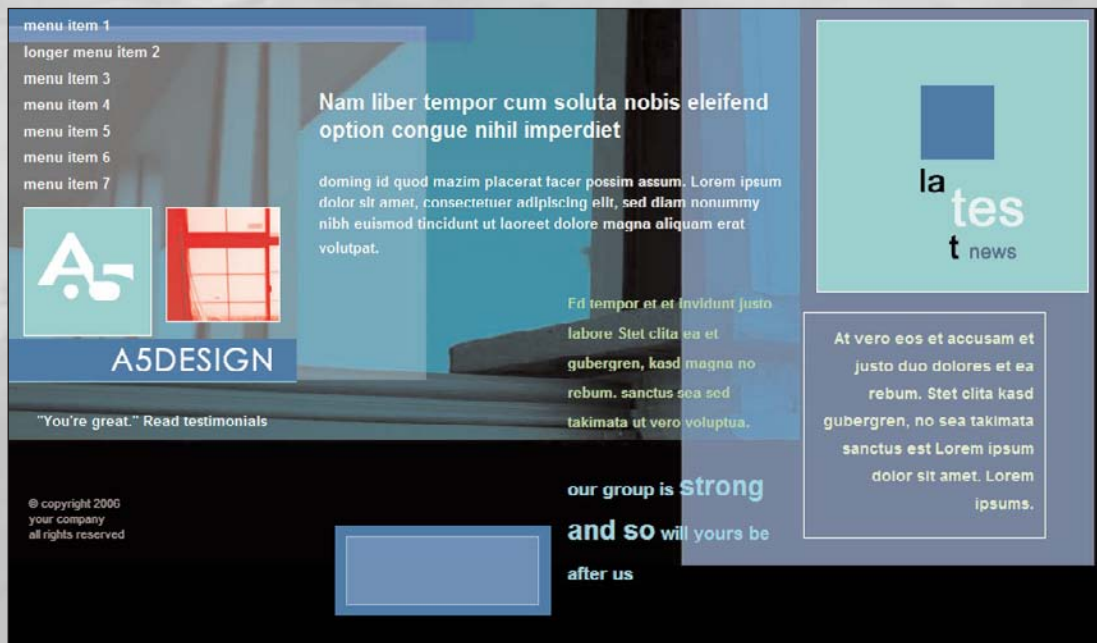 menu item 1
longer menu item 2
menu item 3
menu item 4
menu item 5
menu item 6
menu item 7
A5
A5DESIGN
"You're great." Read testimonials
© copyright 2006
your company
all rights reserved
Nam liber tempor cum soluta nobis eleifend
option congue nihil imperdiet
doming id quod mazim placerat facer possim assum. Lorem ipsum
dolor sit amet, consectetuer adipiscing elit, sed diam nonummy
nibh euismod tincidunt ut laoreet dolore magna aliquam erat
volutpat.
Ed tempor et et invidunt justo
labore Stet clita ea et
gubergren, kasd magna no
rebum. sanctus sea sed
takimata ut vero voluptua.
our group is strong
and so will yours be
after us
la
tes
t news
At vero eos et accusam et
justo duo dolores et ea
rebum. Stet clita kasd
gubergren, no sea takimata
sanctus est Lorem ipsum
dolor sit amet. Lorem
ipsums.